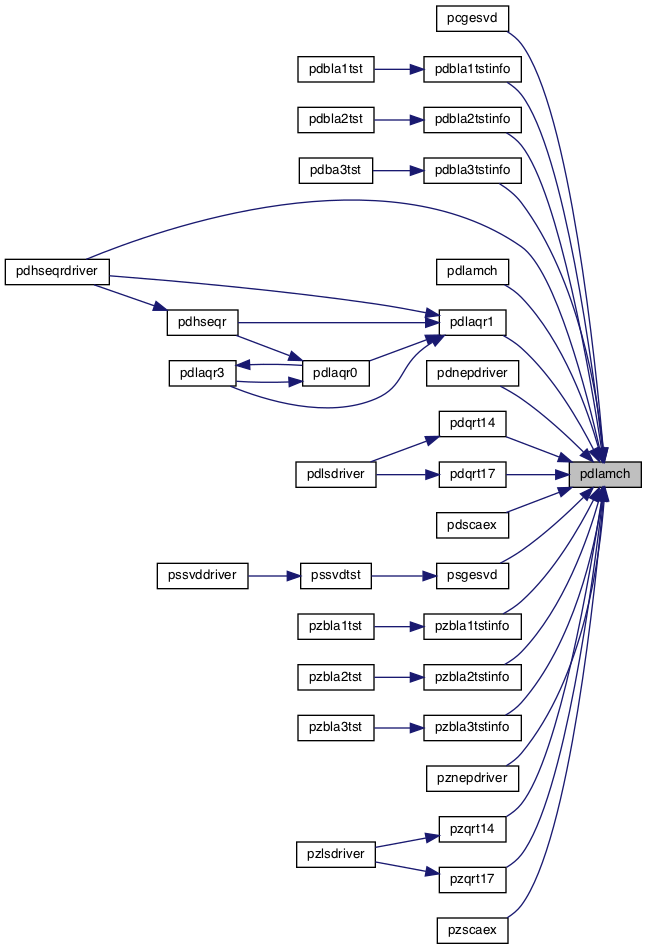 pcgesvd
pdbla1tst
pdbla1tstinfo
pdbla2tst
pdbla2tstinfo
pdba3tst
pdbla3tstinfo
pdhseqrdriver
pdlamch
pdhseqr
pdlaqr1
pdlaqr3
pdlaqr0
pdnepdriver
pdqrt14
pdlsdriver
pdqrt17
pdlamch
pdscaex
pssvddriver
pssvdtst
psgesvd
pzbla1tst
pzbla1tstinfo
pzbla2tst
pzbla2tstinfo
pzbla3tst
pzbla3tstinfo
pznepdriver
pzqrt14
pzlsdriver
pzqrt17
pzscaex